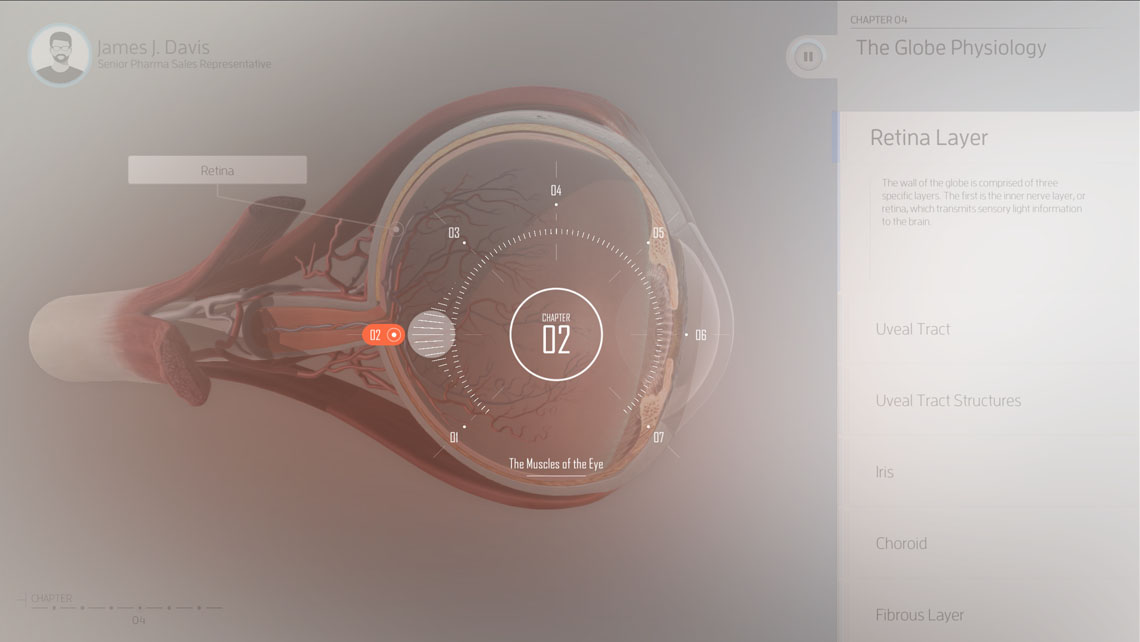 James J. Davis
Senior Pharma Sales Representative
CHAPTER 04
The Globe Physiology
Retina
Retina Layer
The wall of the globe is comprised of three
specific layers. The first is the inner nerve layer, or
retina, which transmits sensory light information
to the brain.
04
03
05
CHAPTER
02
02
06
01
07
The Muscles of the Eye
Uveal Tract
Uveal Tract Structures
Iris
Choroid
Fibrous Layer
CHAPTER
04